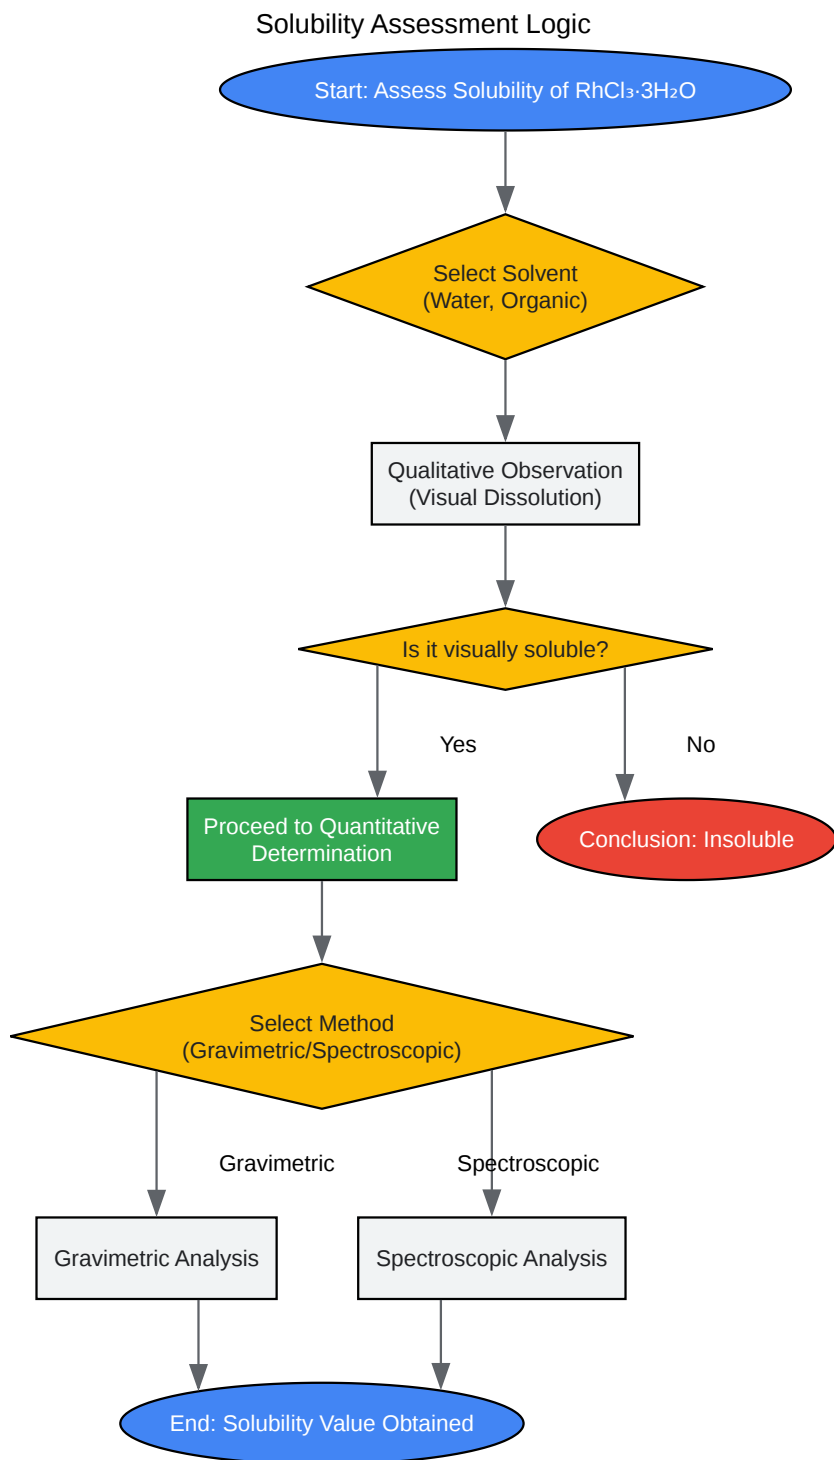 Solubility Assessment Logic
Start: Assess Solubility of RhCl₃·3H₂O
Select Solvent
(Water, Organic)
Qualitative Observation
(Visual Dissolution)
Is it visually soluble?
Yes
No
Proceed to Quantitative
Determination
Conclusion: Insoluble
Select Method
(Gravimetric/Spectroscopic)
Gravimetric
Spectroscopic
Gravimetric Analysis
Spectroscopic Analysis
End: Solubility Value Obtained